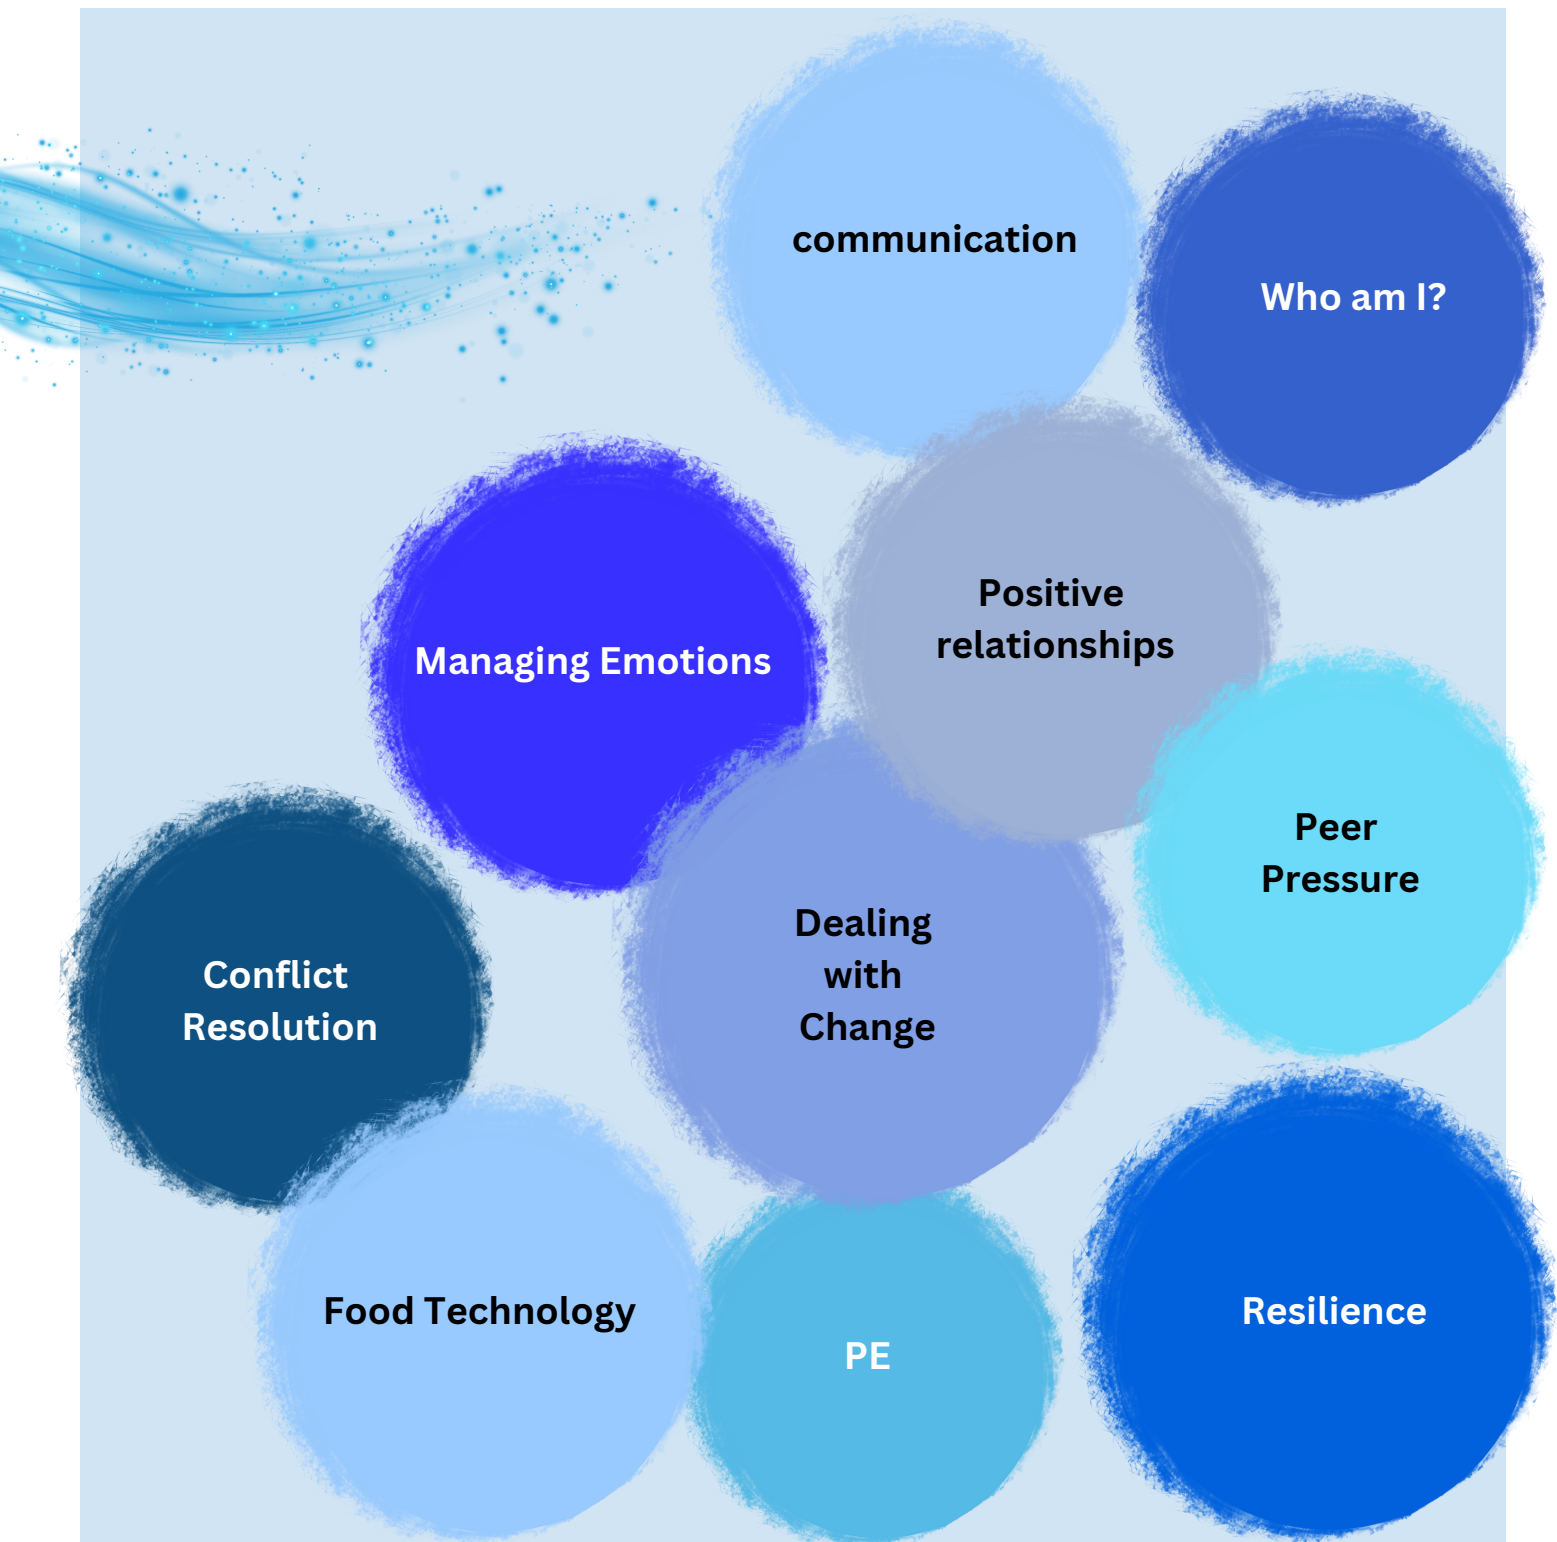 communication
Who am I?
Positive
relationships
Managing Emotions
Peer
Pressure
Dealing
with
Change
Conflict
Resolution
Food Technology
PE
Resilience